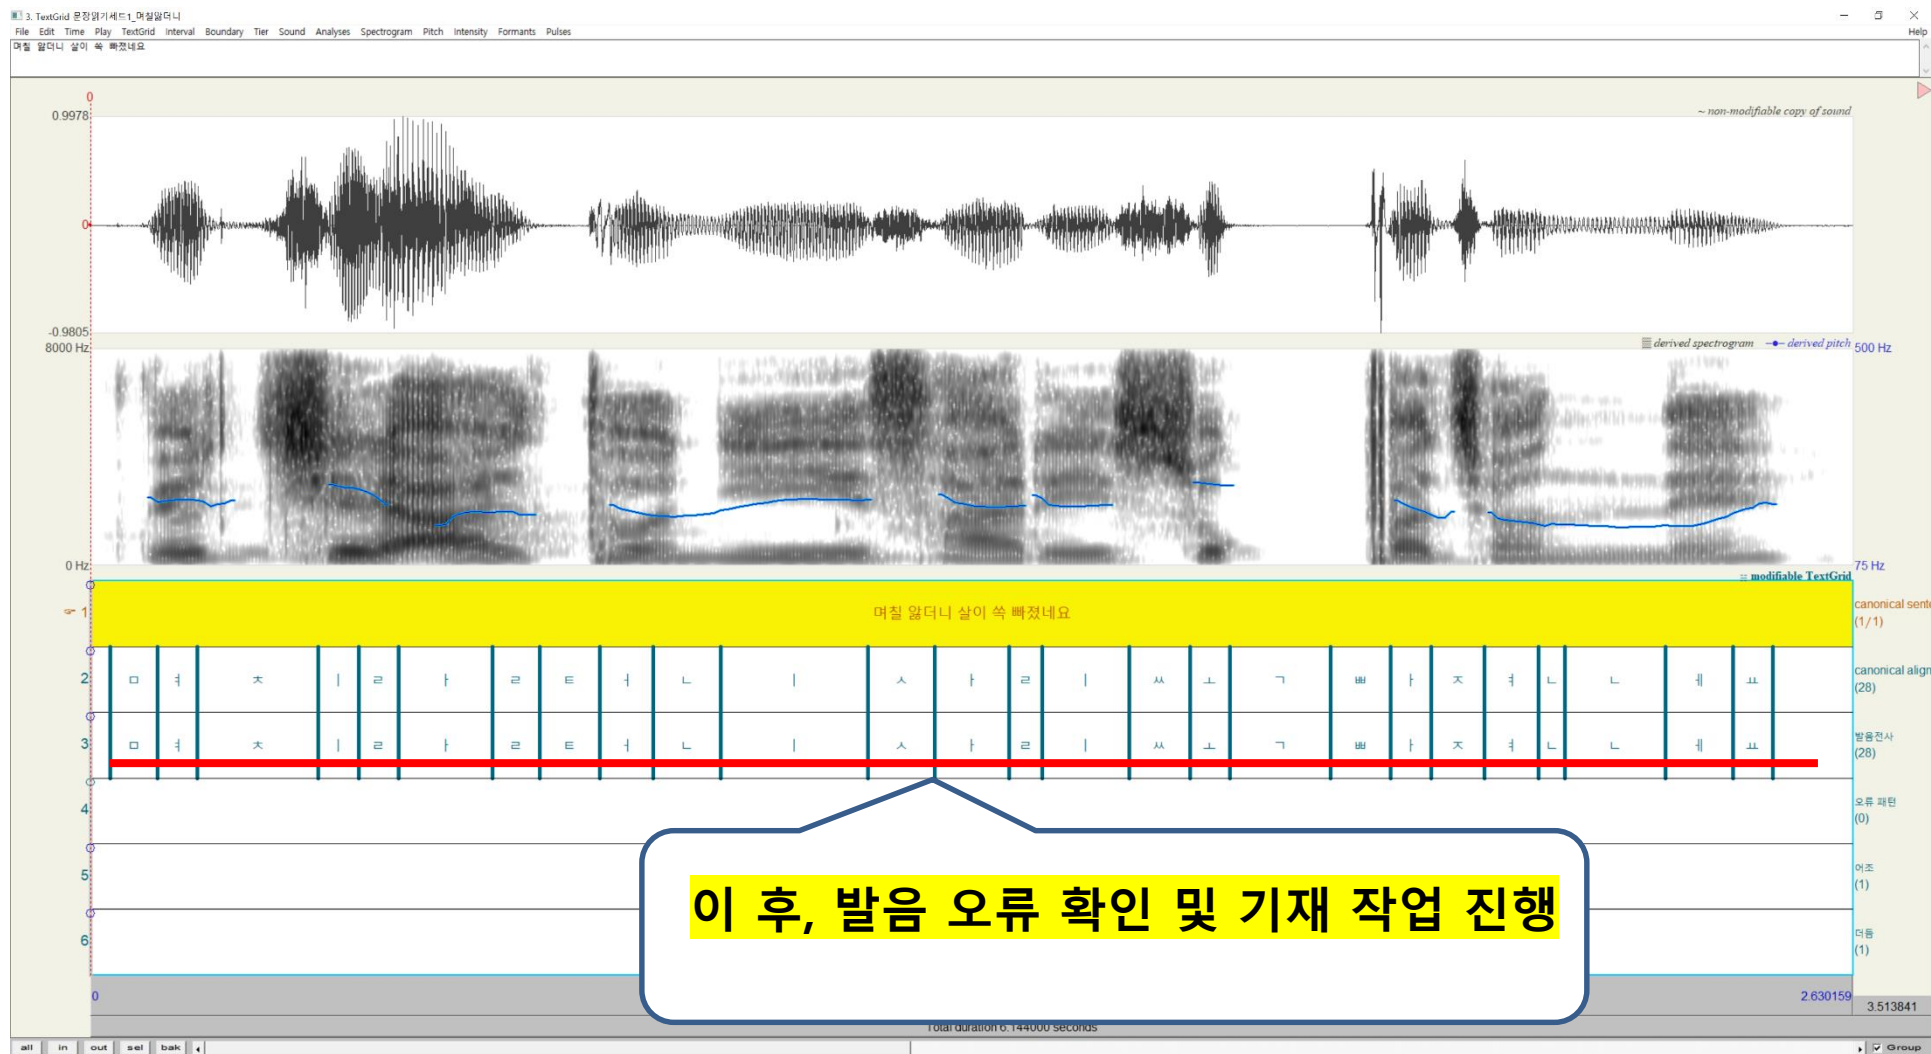 3. TextGrid 문장읽기세트1_며칠앓더니
File Edit Time Play TextGrid Interval Boundary Tier Sound Analyses Spectrogram Pitch Intensity Formants Pulses Help
며칠 앓더니 살이 쏙 빠졌네요
0
0.9978
~ non-modifiable copy of sound
0
-0.9805
8000 Hz
derived spectrogram derived pitch 500 Hz
0 Hz
75 Hz
modifiable TextGrid
1 며칠 앓더니 살이 쏙 빠졌네요 canonical sente
(1/1)
2 ㅁ ㅕ ㅊ ㅣ ㄹ ㅏ ㄹ ㅌ ㅓ ㄴ ㅣ ㅅ ㅏ ㄹ ㅣ ㅆ ㅗ ㄱ ㅃ ㅏ ㅈ ㅕ ㄴ ㄴ ㅔ ㅛ canonical align
(28)
3 ㅁ ㅕ ㅊ ㅣ ㄹ ㅏ ㄹ ㅌ ㅓ ㄴ ㅣ ㅅ ㅏ ㄹ ㅣ ㅆ ㅗ ㄱ ㅃ ㅏ ㅈ ㅕ ㄴ ㄴ ㅔ ㅛ 발음전사
(28)
4 오류 패턴
(0)
5 어조
(1)
6 더듬
(1)
이 후, 발음 오류 확인 및 기재 작업 진행
0 2.630159 3.513841
Total duration 6.144000 seconds
all in out sel bak Group